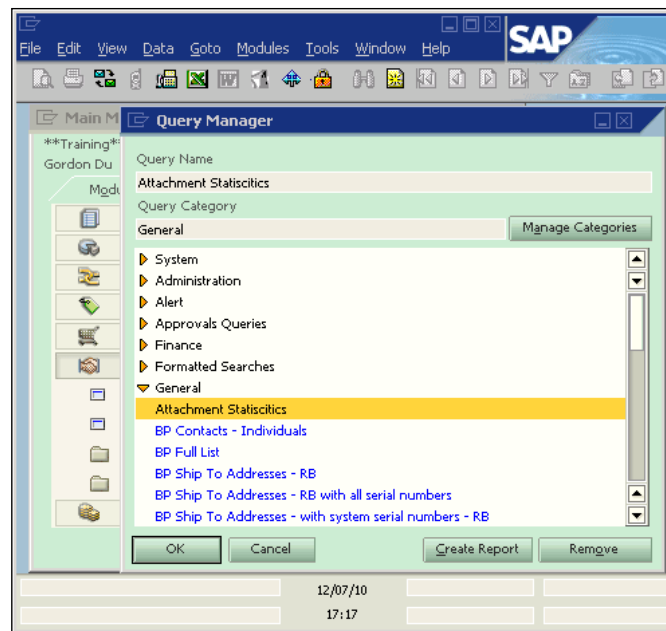 File Edit View Data Goto Modules Tools Window Help
SAP
Main M
Query Manager
**Training*
Gordon Du
Modu
Query Name
Attachment Statiscitics
Query Category
General
Manage Categories
System
Administration
Alert
Approvals Queries
Finance
Formatted Searches
General
Attachment Statiscitics
BP Contacts - Individuals
BP Full List
BP Ship To Addresses - RB
BP Ship To Addresses - RB with all serial numbers
BP Ship To Addresses - with system serial numbers - RB
OK Cancel Create Report Remove
12/07/10
17:17